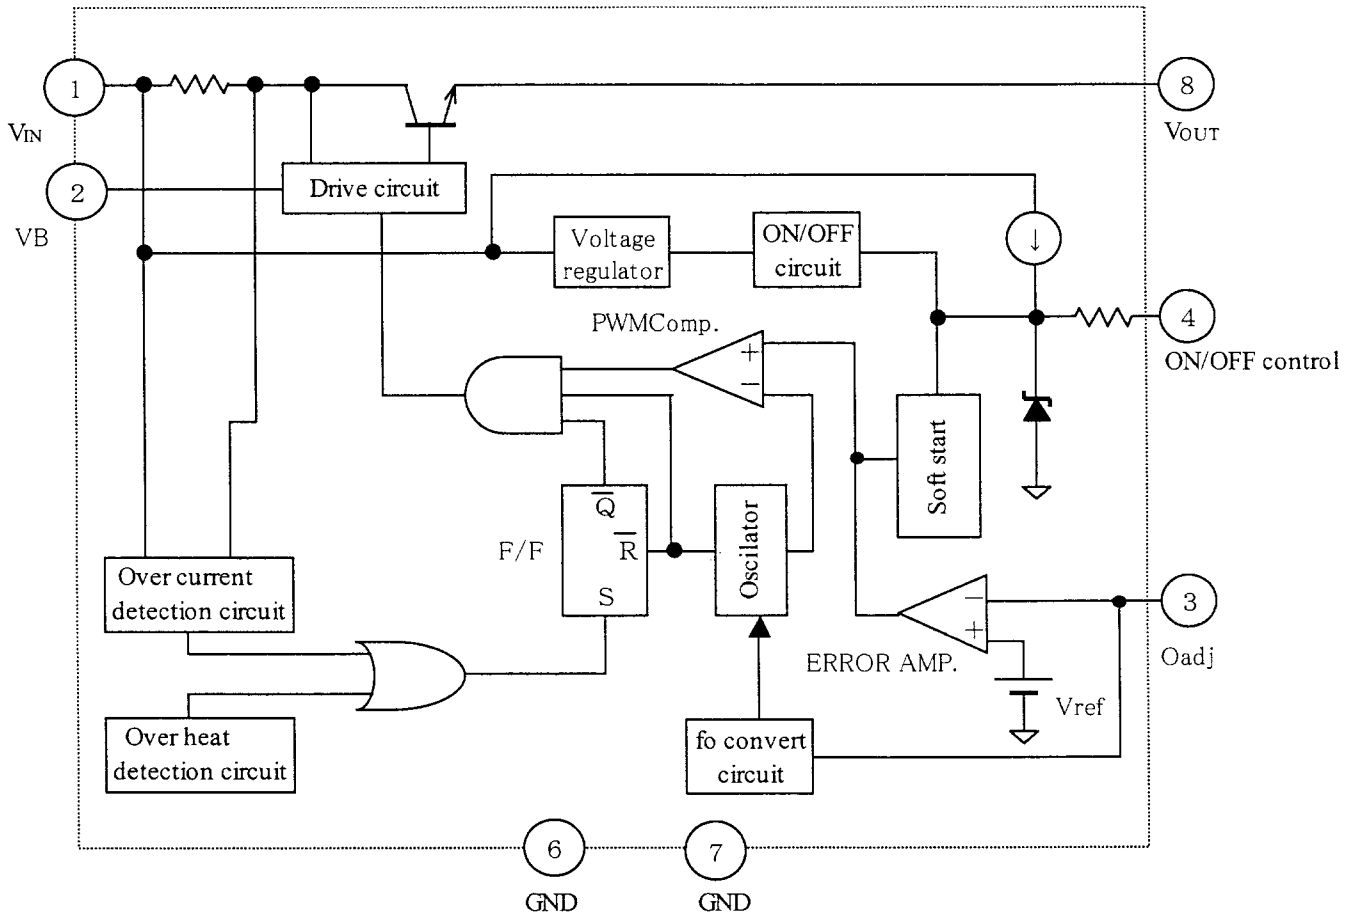 1
8
VIN
VOUT
2
Drive circuit
VB
Voltage
regulator
ON/OFF
circuit
↓
4
PWMComp.
ON/OFF control
+
−
Soft start
Q̅
F/F
R̅
S
Oscilator
Over current
detection circuit
−
+
3
ERROR AMP.
Oadj
Vref
Over heat
detection circuit
fo convert
circuit
6
7
GND
GND